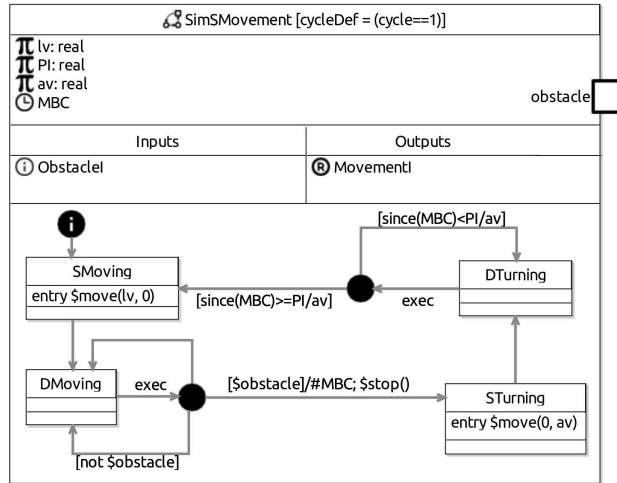 SimSMovement [cycleDef = (cycle==1)]
lv: real
PI: real
av: real
MBC
obstacle
Inputs
Outputs
i ObstacleI
R MovementI
i
[since(MBC)<PI/av]
SMoving
entry $move(lv, 0)
DTurning
[since(MBC)>=PI/av]
exec
DMoving
exec
[$obstacle]/#MBC; $stop()
STurning
entry $move(0, av)
[not $obstacle]